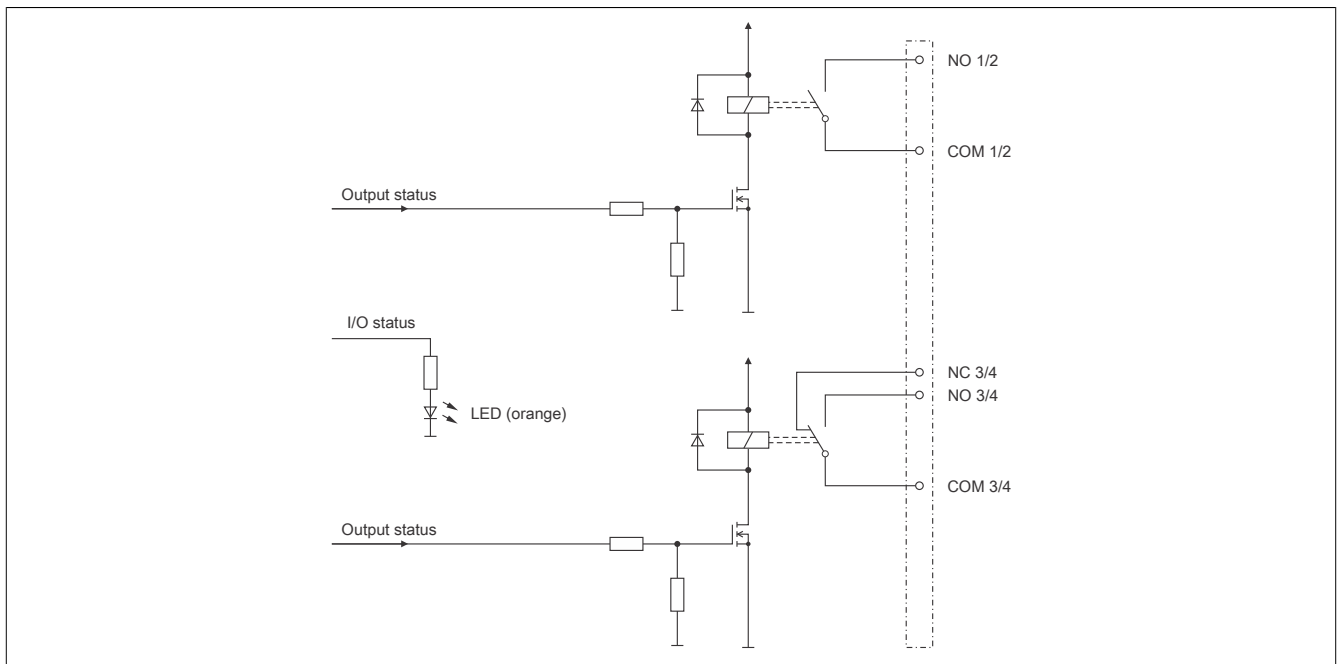 NO 1/2
COM 1/2
Output status
I/O status
LED (orange)
NC 3/4
NO 3/4
COM 3/4
Output status